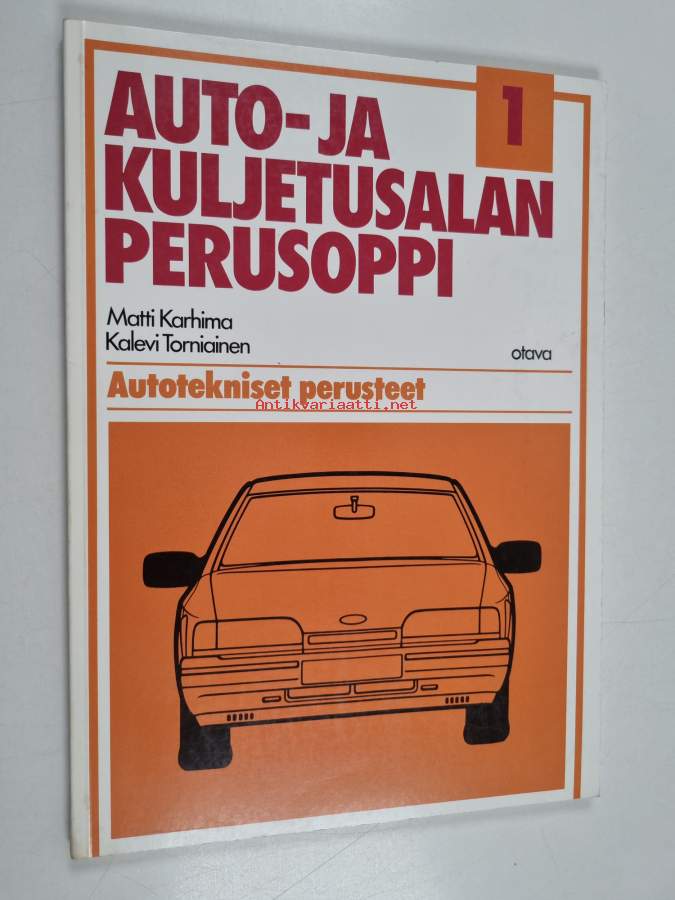 1
AUTO- JA
KULJETUSALAN
PERUSOPPI
Matti Karhima
Kalevi Torniainen
otava
Autotekniset perusteet
Antikvariaatti.net